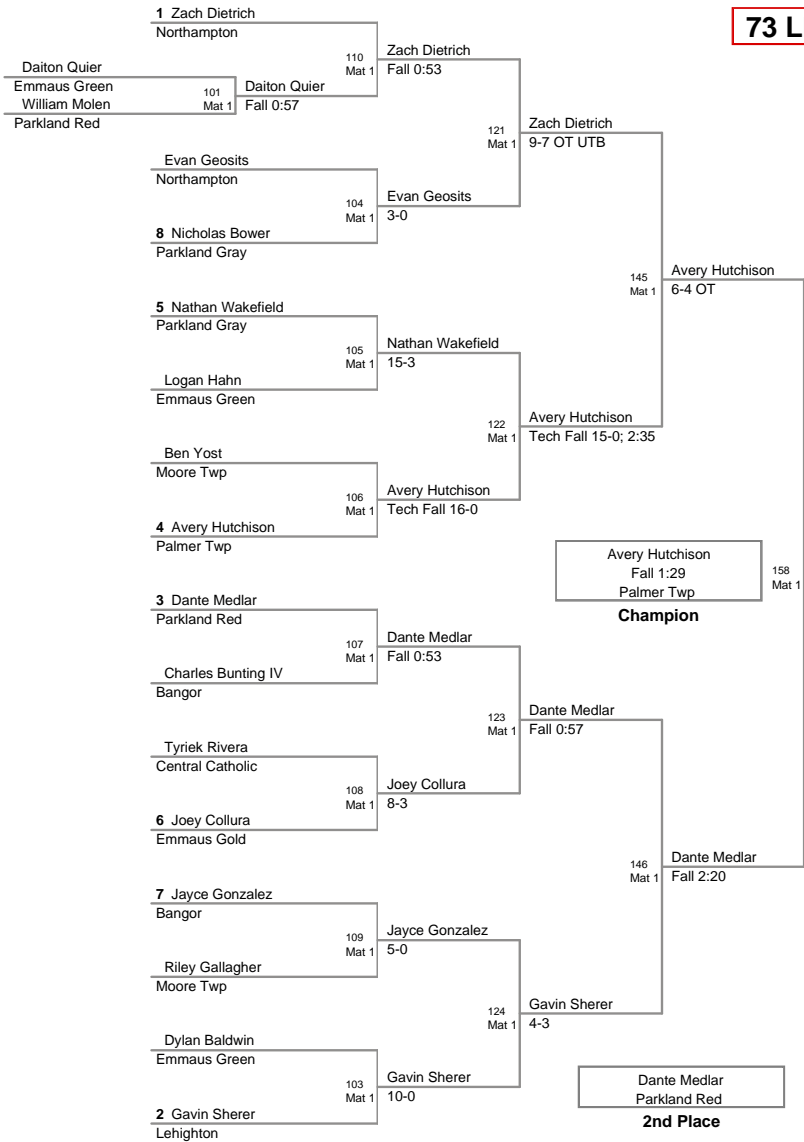 1 Zach Dietrich
Northampton
73 L
110
Mat 1
Zach Dietrich
Fall 0:53
Daiton Quier
Emmaus Green
William Molen
Parkland Red
101
Mat 1
Daiton Quier
Fall 0:57
121
Mat 1
Zach Dietrich
9-7 OT UTB
Evan Geosits
Northampton
104
Mat 1
Evan Geosits
3-0
8 Nicholas Bower
Parkland Gray
145
Mat 1
Avery Hutchison
6-4 OT
5 Nathan Wakefield
Parkland Gray
105
Mat 1
Nathan Wakefield
15-3
Logan Hahn
Emmaus Green
122
Mat 1
Avery Hutchison
Tech Fall 15-0; 2:35
Ben Yost
Moore Twp
106
Mat 1
Avery Hutchison
Tech Fall 16-0
4 Avery Hutchison
Palmer Twp
Avery Hutchison
Fall 1:29
Palmer Twp
Champion
158
Mat 1
3 Dante Medlar
Parkland Red
107
Mat 1
Dante Medlar
Fall 0:53
Charles Bunting IV
Bangor
123
Mat 1
Dante Medlar
Fall 0:57
Tyriek Rivera
Central Catholic
108
Mat 1
Joey Collura
8-3
6 Joey Collura
Emmaus Gold
146
Mat 1
Dante Medlar
Fall 2:20
7 Jayce Gonzalez
Bangor
109
Mat 1
Jayce Gonzalez
5-0
Riley Gallagher
Moore Twp
124
Mat 1
Gavin Sherer
4-3
Dylan Baldwin
Emmaus Green
103
Mat 1
Gavin Sherer
10-0
2 Gavin Sherer
Lehighton
Dante Medlar
Parkland Red
2nd Place